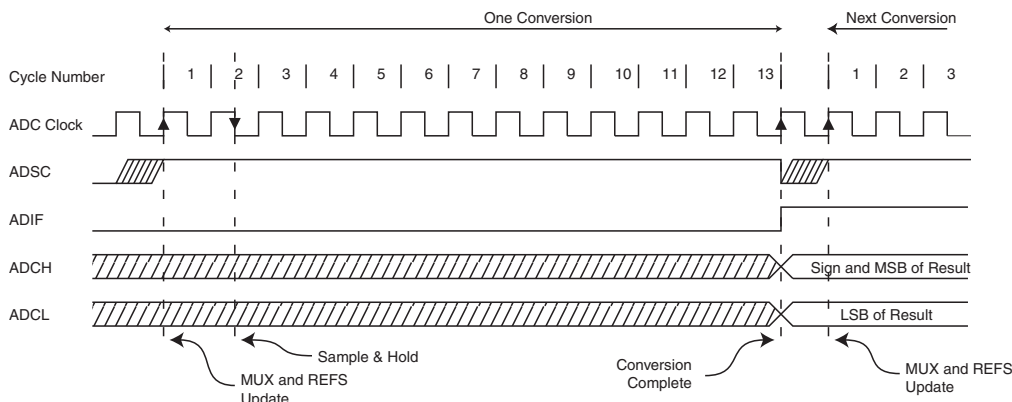 One Conversion
Next Conversion
Cycle Number
1 2 3 4 5 6 7 8 9 10 11 12 13 1 2 3
ADC Clock
ADSC
ADIF
ADCH
Sign and MSB of Result
ADCL
LSB of Result
Sample & Hold
MUX and REFS
Update
Conversion
Complete
MUX and REFS
Update